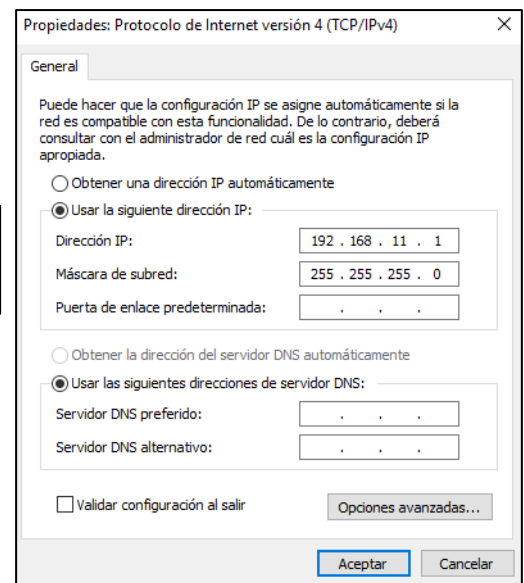 Propiedades: Protocolo de Internet versión 4 (TCP/IPv4)
General
Puede hacer que la configuración IP se asigne automáticamente si la
red es compatible con esta funcionalidad. De lo contrario, deberá
consultar con el administrador de red cuál es la configuración IP
apropiada.
Obtener una dirección IP automáticamente
Usar la siguiente dirección IP:
Dirección IP: 192 . 168 . 11 . 1
Máscara de subred: 255 . 255 . 255 . 0
Puerta de enlace predeterminada: . . .
Obtener la dirección del servidor DNS automáticamente
Usar las siguientes direcciones de servidor DNS:
Servidor DNS preferido: . . .
Servidor DNS alternativo: . . .
Validar configuración al salir Opciones avanzadas...
Aceptar Cancelar